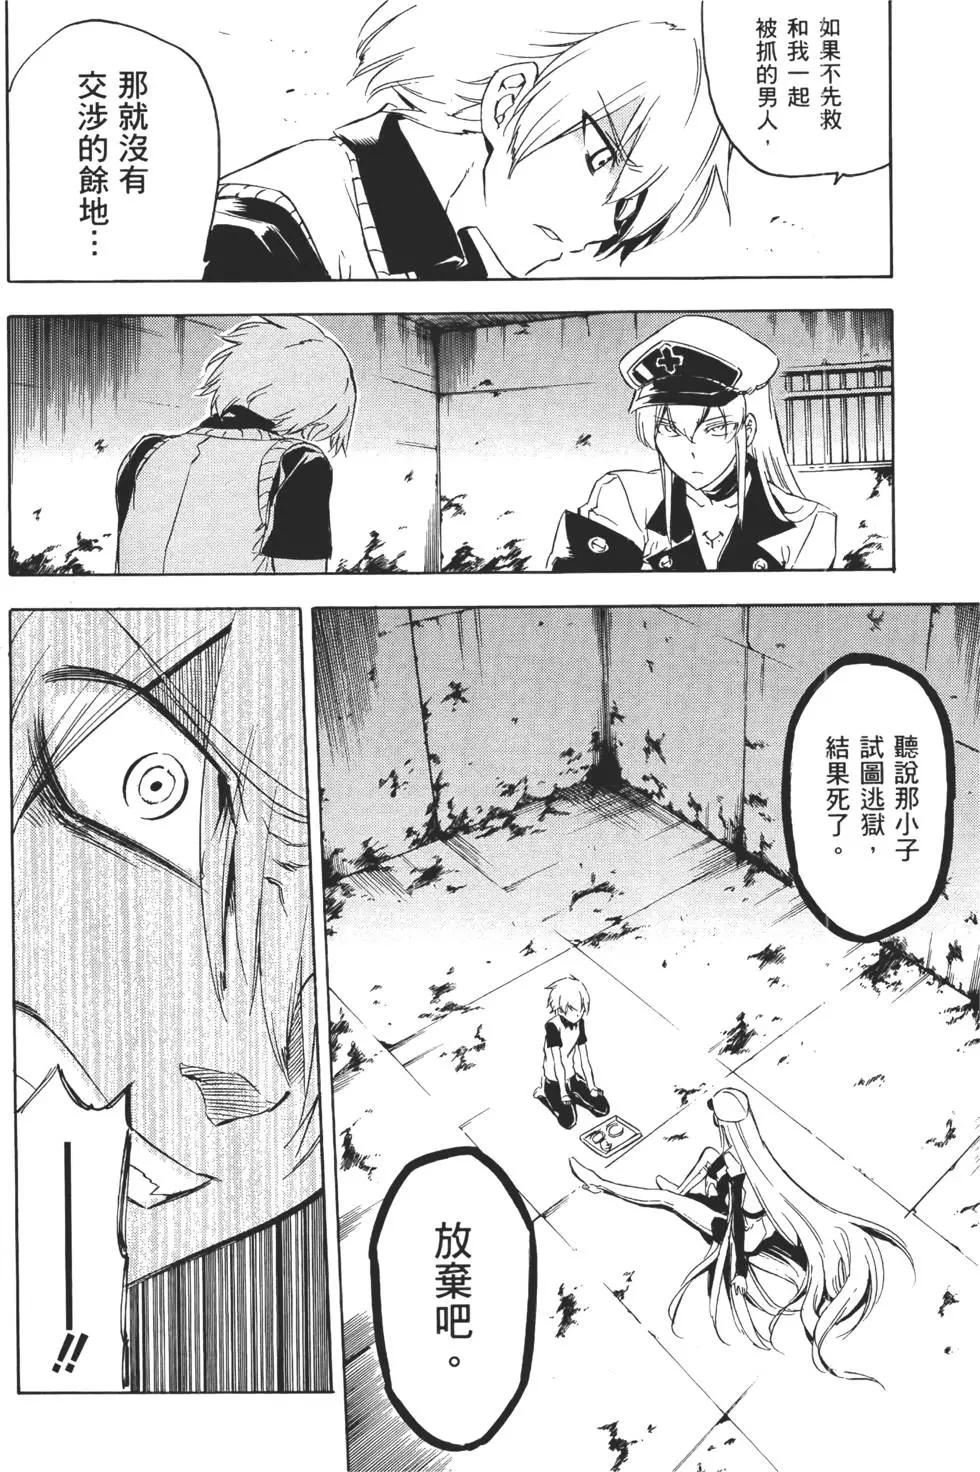 如果不先救
和我一起
被抓的男人，
那就沒有
交涉的餘地…
聽說那小子
試圖逃獄，
結果死了。
放棄吧。
——!!